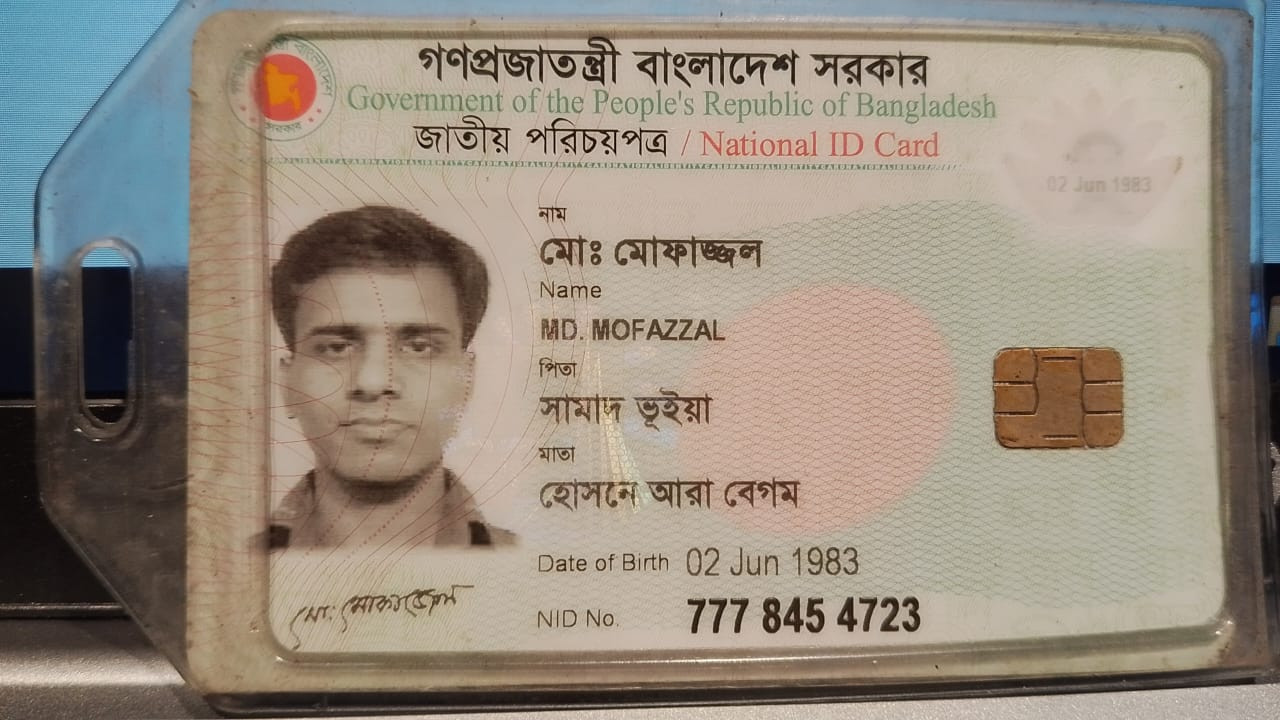 গণপ্রজাতন্ত্রী বাংলাদেশ সরকার
Government of the People's Republic of Bangladesh
জাতীয় পরিচয়পত্র / National ID Card
02 Jun 1983
নাম
মোঃ মোফাজ্জল
Name
MD. MOFAZZAL
পিতা
সামাদ ভূইয়া
মাতা
হোসনে আরা বেগম
Date of Birth 02 Jun 1983
মো: মোফাজ্জেল
NID No. 777 845 4723